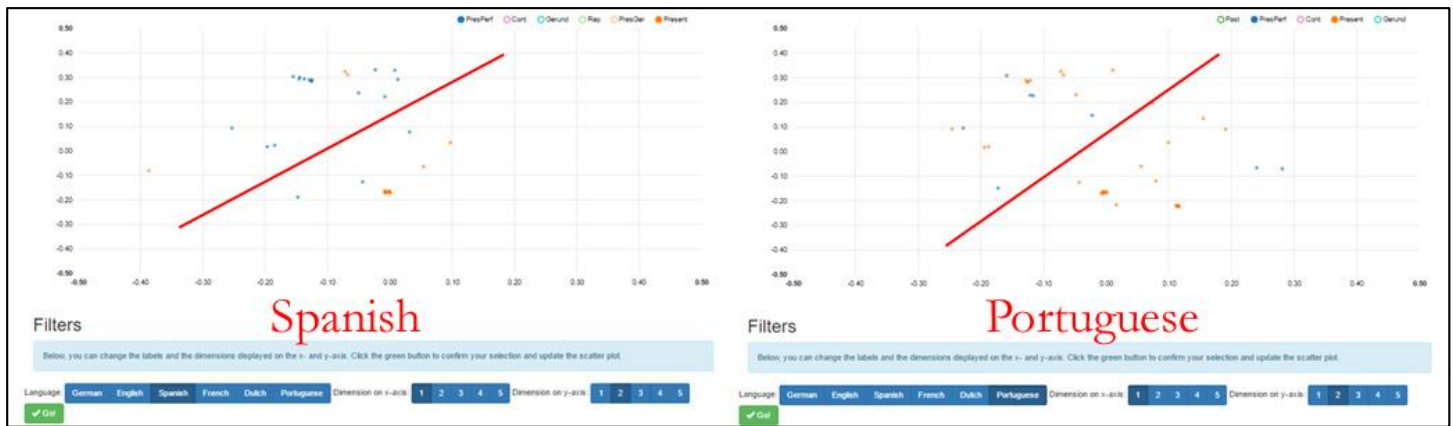 PresPerf Cont Gerund Rep PresGer Present
0.50 0.50
0.40
0.30
0.20
0.10
0.00
-0.10
-0.20
-0.30
-0.40
-0.50
-0.50 -0.40 -0.30 -0.20 -0.10 0.00 0.10 0.20 0.30 0.40 0.50
Spanish
Filters
Below, you can change the labels and the dimensions displayed on the x- and y-axis. Click the green button to confirm your selection and update the scatter plot.
Language: German English Spanish French Dutch Portuguese Dimension on x-axis: 1 2 3 4 5 Dimension on y-axis: 1 2 3 4 5
Go!
Past PresPerf Cont Present Gerund
0.50 0.50
0.40
0.30
0.20
0.10
0.00
-0.10
-0.20
-0.30
-0.40
-0.50
-0.50 -0.40 -0.30 -0.20 -0.10 0.00 0.10 0.20 0.30 0.40 0.50
Portuguese
Filters
Below, you can change the labels and the dimensions displayed on the x- and y-axis. Click the green button to confirm your selection and update the scatter plot.
Language: German English Spanish French Dutch Portuguese Dimension on x-axis: 1 2 3 4 5 Dimension on y-axis: 1 2 3 4 5
Go!